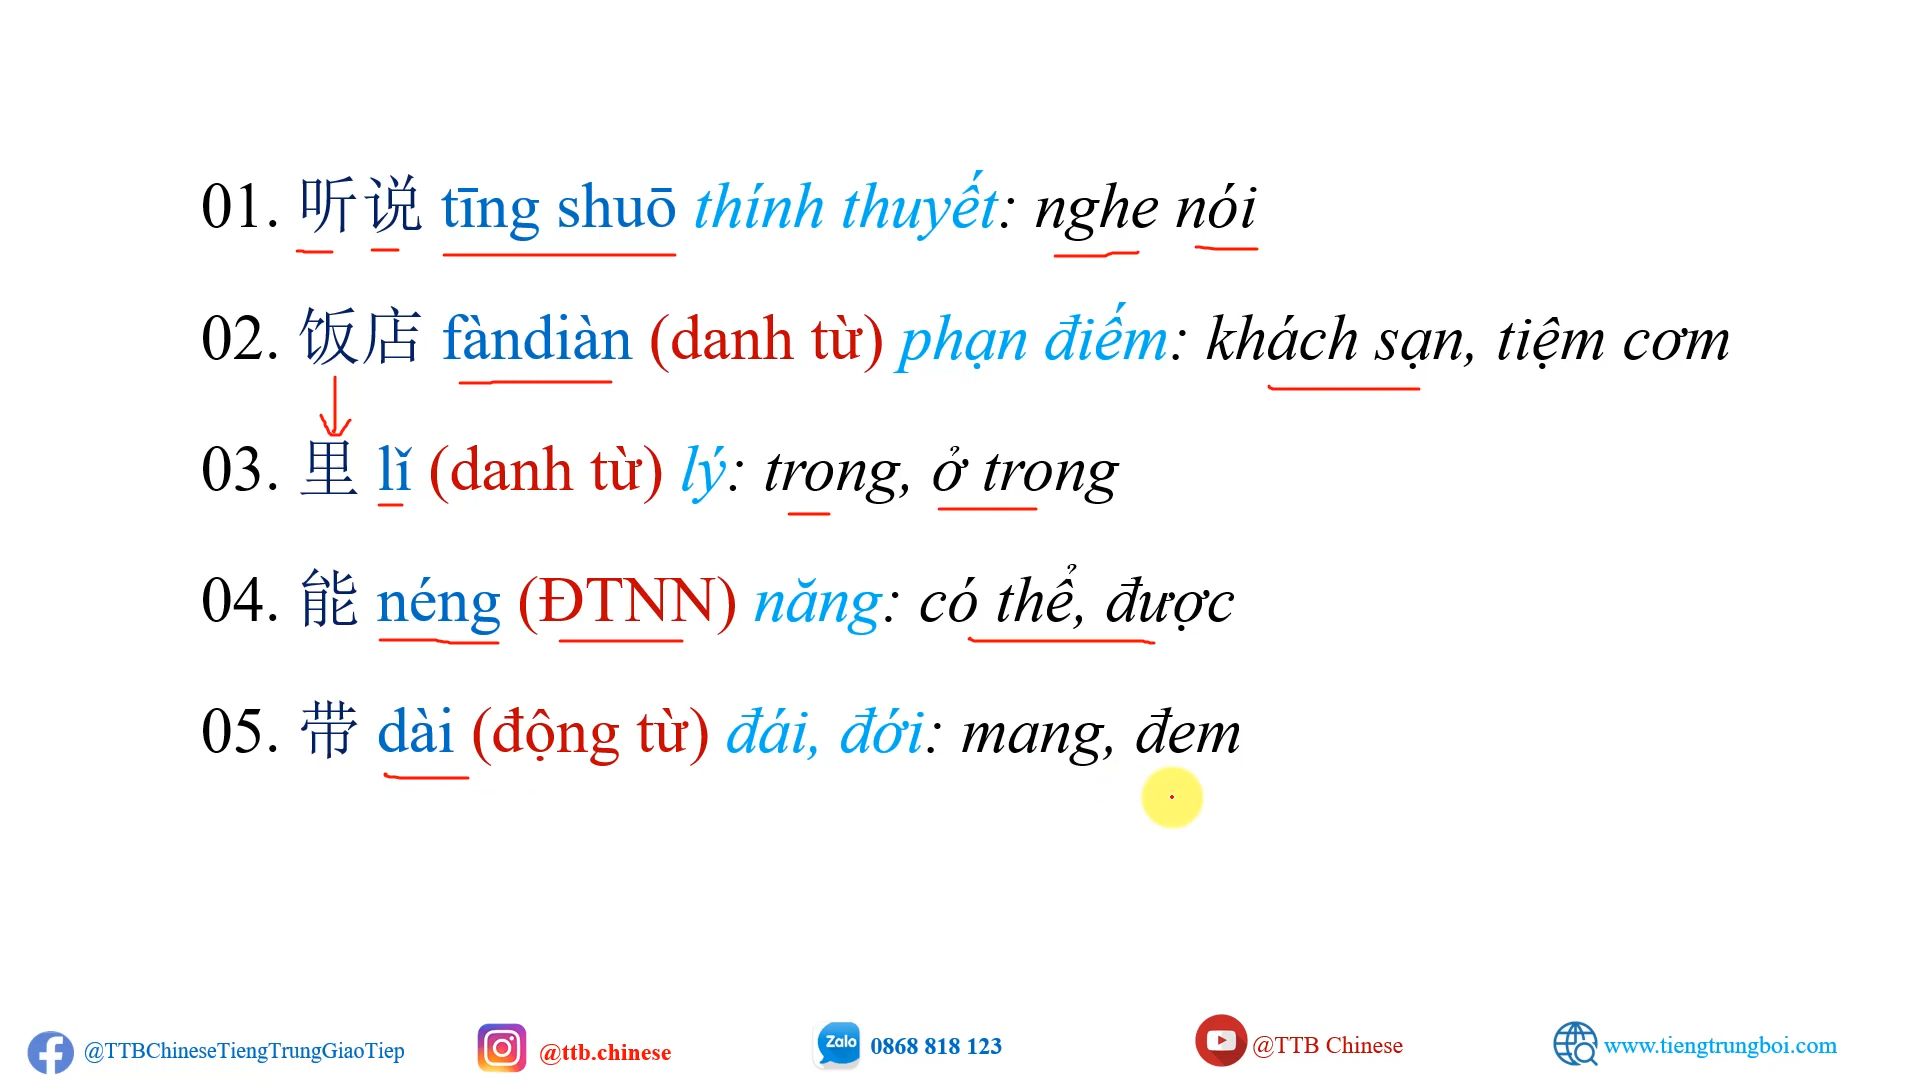 01. 听说 tīng shuō thính thuyết: nghe nói
02. 饭店 fàndiàn (danh từ) phạn điếm: khách sạn, tiệm cơm
03. 里 lǐ (danh từ) lý: trong, ở trong
04. 能 néng (ĐTNN) năng: có thể, được
05. 带 dài (động từ) đái, đới: mang, đem
@TTBChineseTiengTrungGiaoTiep @ttb.chinese Zalo 0868 818 123 @TTB Chinese www.tiengtrungboi.com